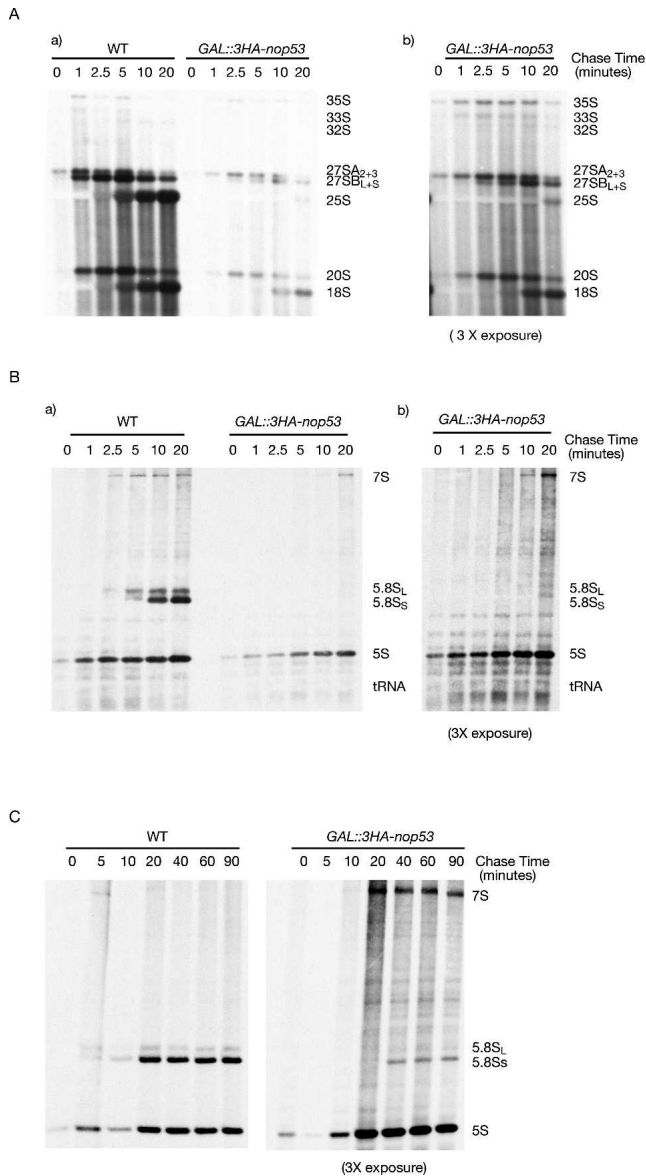 A
a)
WT
GAL::3HA-nop53
0 1 2.5 5 10 20 0 1 2.5 5 10 20
35S
33S
32S
27SA2+3
27SBL+S
25S
20S
18S
b)
GAL::3HA-nop53
0 1 2.5 5 10 20
Chase Time
(minutes)
35S
33S
32S
27SA2+3
27SBL+S
25S
20S
18S
( 3 X exposure)
B
a)
WT
GAL::3HA-nop53
0 1 2.5 5 10 20 0 1 2.5 5 10 20
7S
5.8SL
5.8SS
5S
tRNA
b)
GAL::3HA-nop53
0 1 2.5 5 10 20
Chase Time
(minutes)
7S
5.8SL
5.8SS
5S
tRNA
(3X exposure)
C
WT
GAL::3HA-nop53
0 5 10 20 40 60 90 0 5 10 20 40 60 90
Chase Time
(minutes)
7S
5.8SL
5.8Ss
5S
(3X exposure)